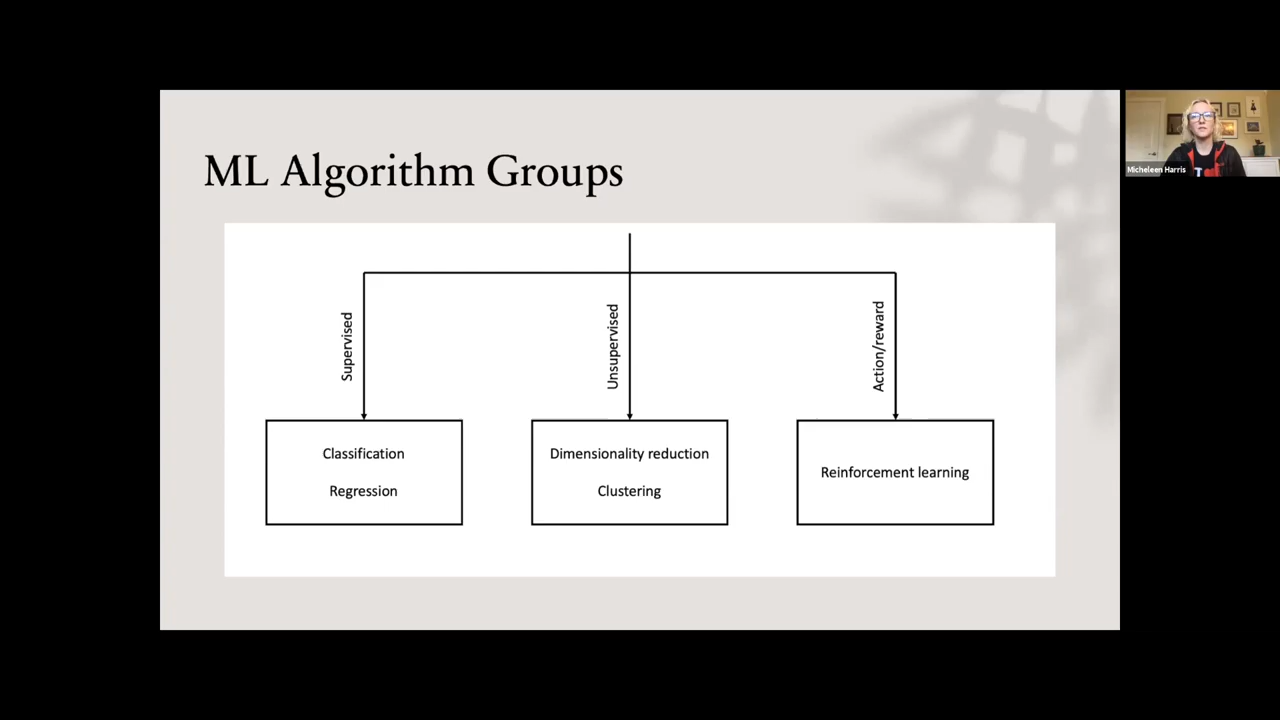 ML Algorithm Groups
Supervised
Unsupervised
Action/reward
Classification
Regression
Dimensionality reduction
Clustering
Reinforcement learning
Micheleen Harris